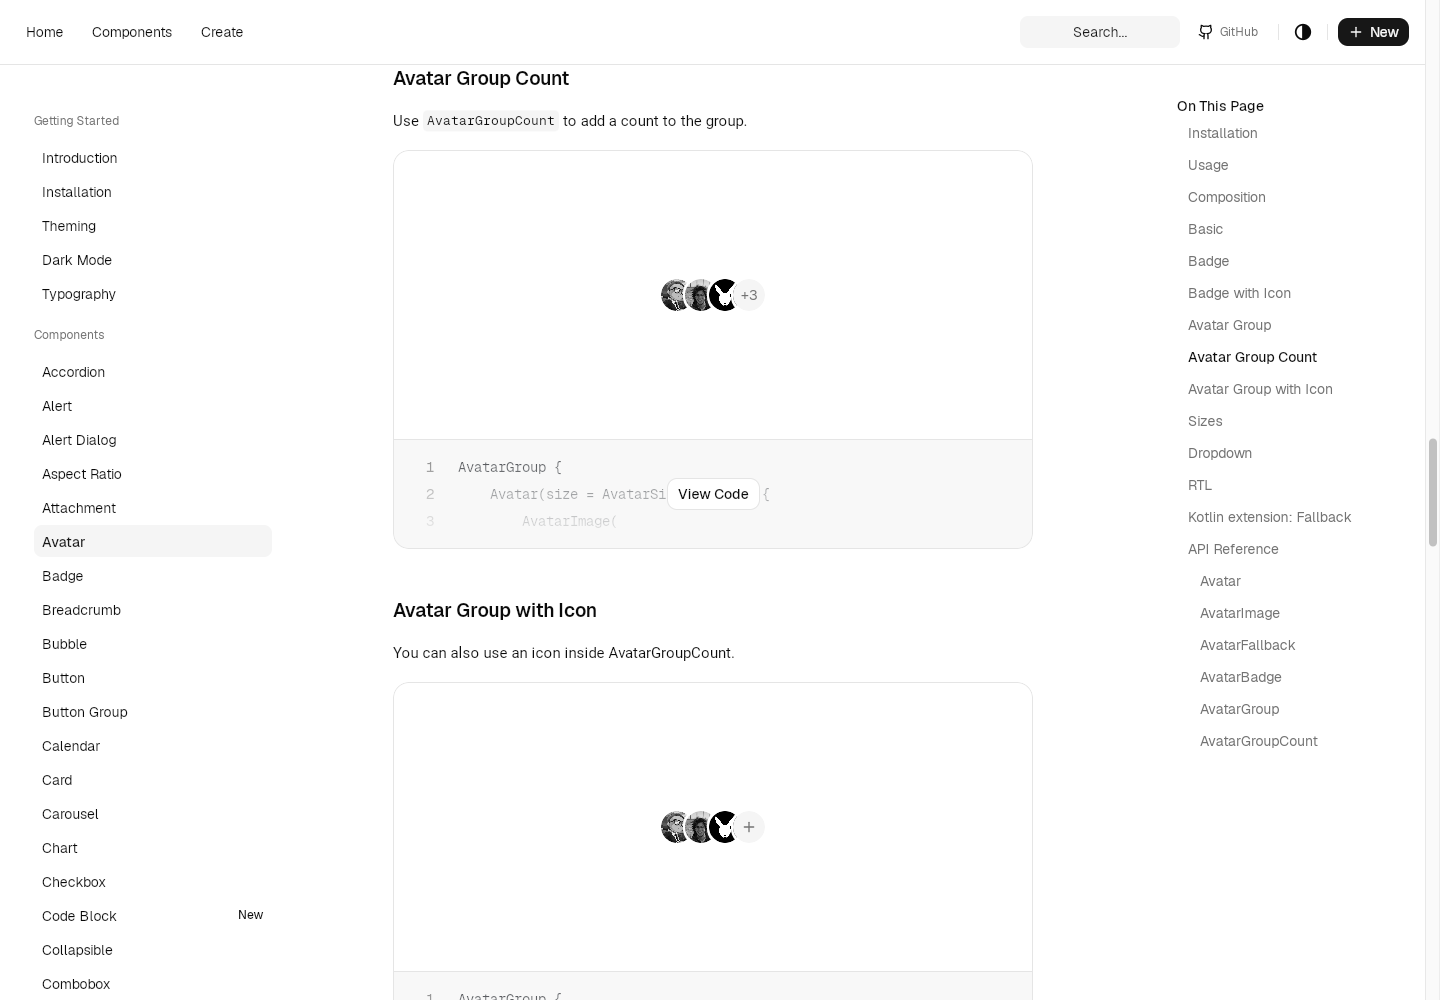 Home
Components
Create
Search...
GitHub
New
Getting Started
Introduction
Installation
Theming
Dark Mode
Typography
Components
Accordion
Alert
Alert Dialog
Aspect Ratio
Attachment
Avatar
Badge
Breadcrumb
Bubble
Button
Button Group
Calendar
Card
Carousel
Chart
Checkbox
Code Block
New
Collapsible
Combobox
Avatar Group Count
Use AvatarGroupCount to add a count to the group.
+3
1 AvatarGroup {
2 Avatar(size = AvatarSi {
View Code
3 AvatarImage(
Avatar Group with Icon
You can also use an icon inside AvatarGroupCount.
1 AvatarGroup {
On This Page
Installation
Usage
Composition
Basic
Badge
Badge with Icon
Avatar Group
Avatar Group Count
Avatar Group with Icon
Sizes
Dropdown
RTL
Kotlin extension: Fallback
API Reference
Avatar
AvatarImage
AvatarFallback
AvatarBadge
AvatarGroup
AvatarGroupCount